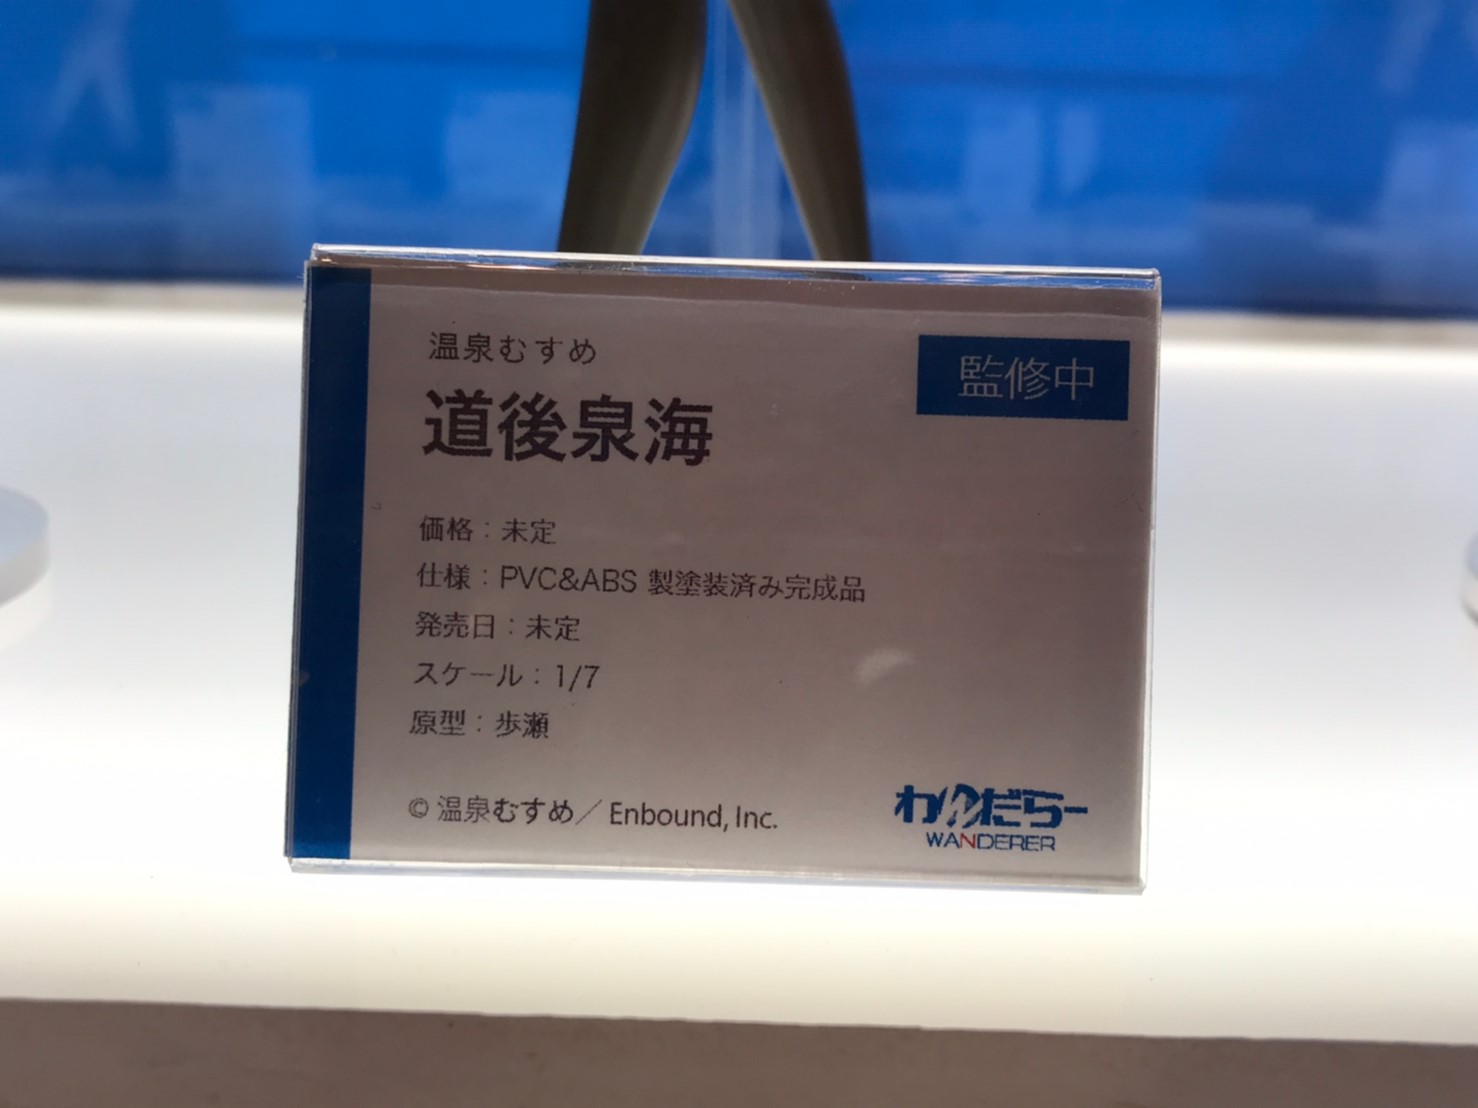 温泉むすめ
監修中
道後泉海
価格：未定
仕様：PVC&ABS 製塗装済み完成品
発売日：未定
スケール：1/7
原型：歩瀬
© 温泉むすめ／Enbound, Inc.
わんだらー
WANDERER